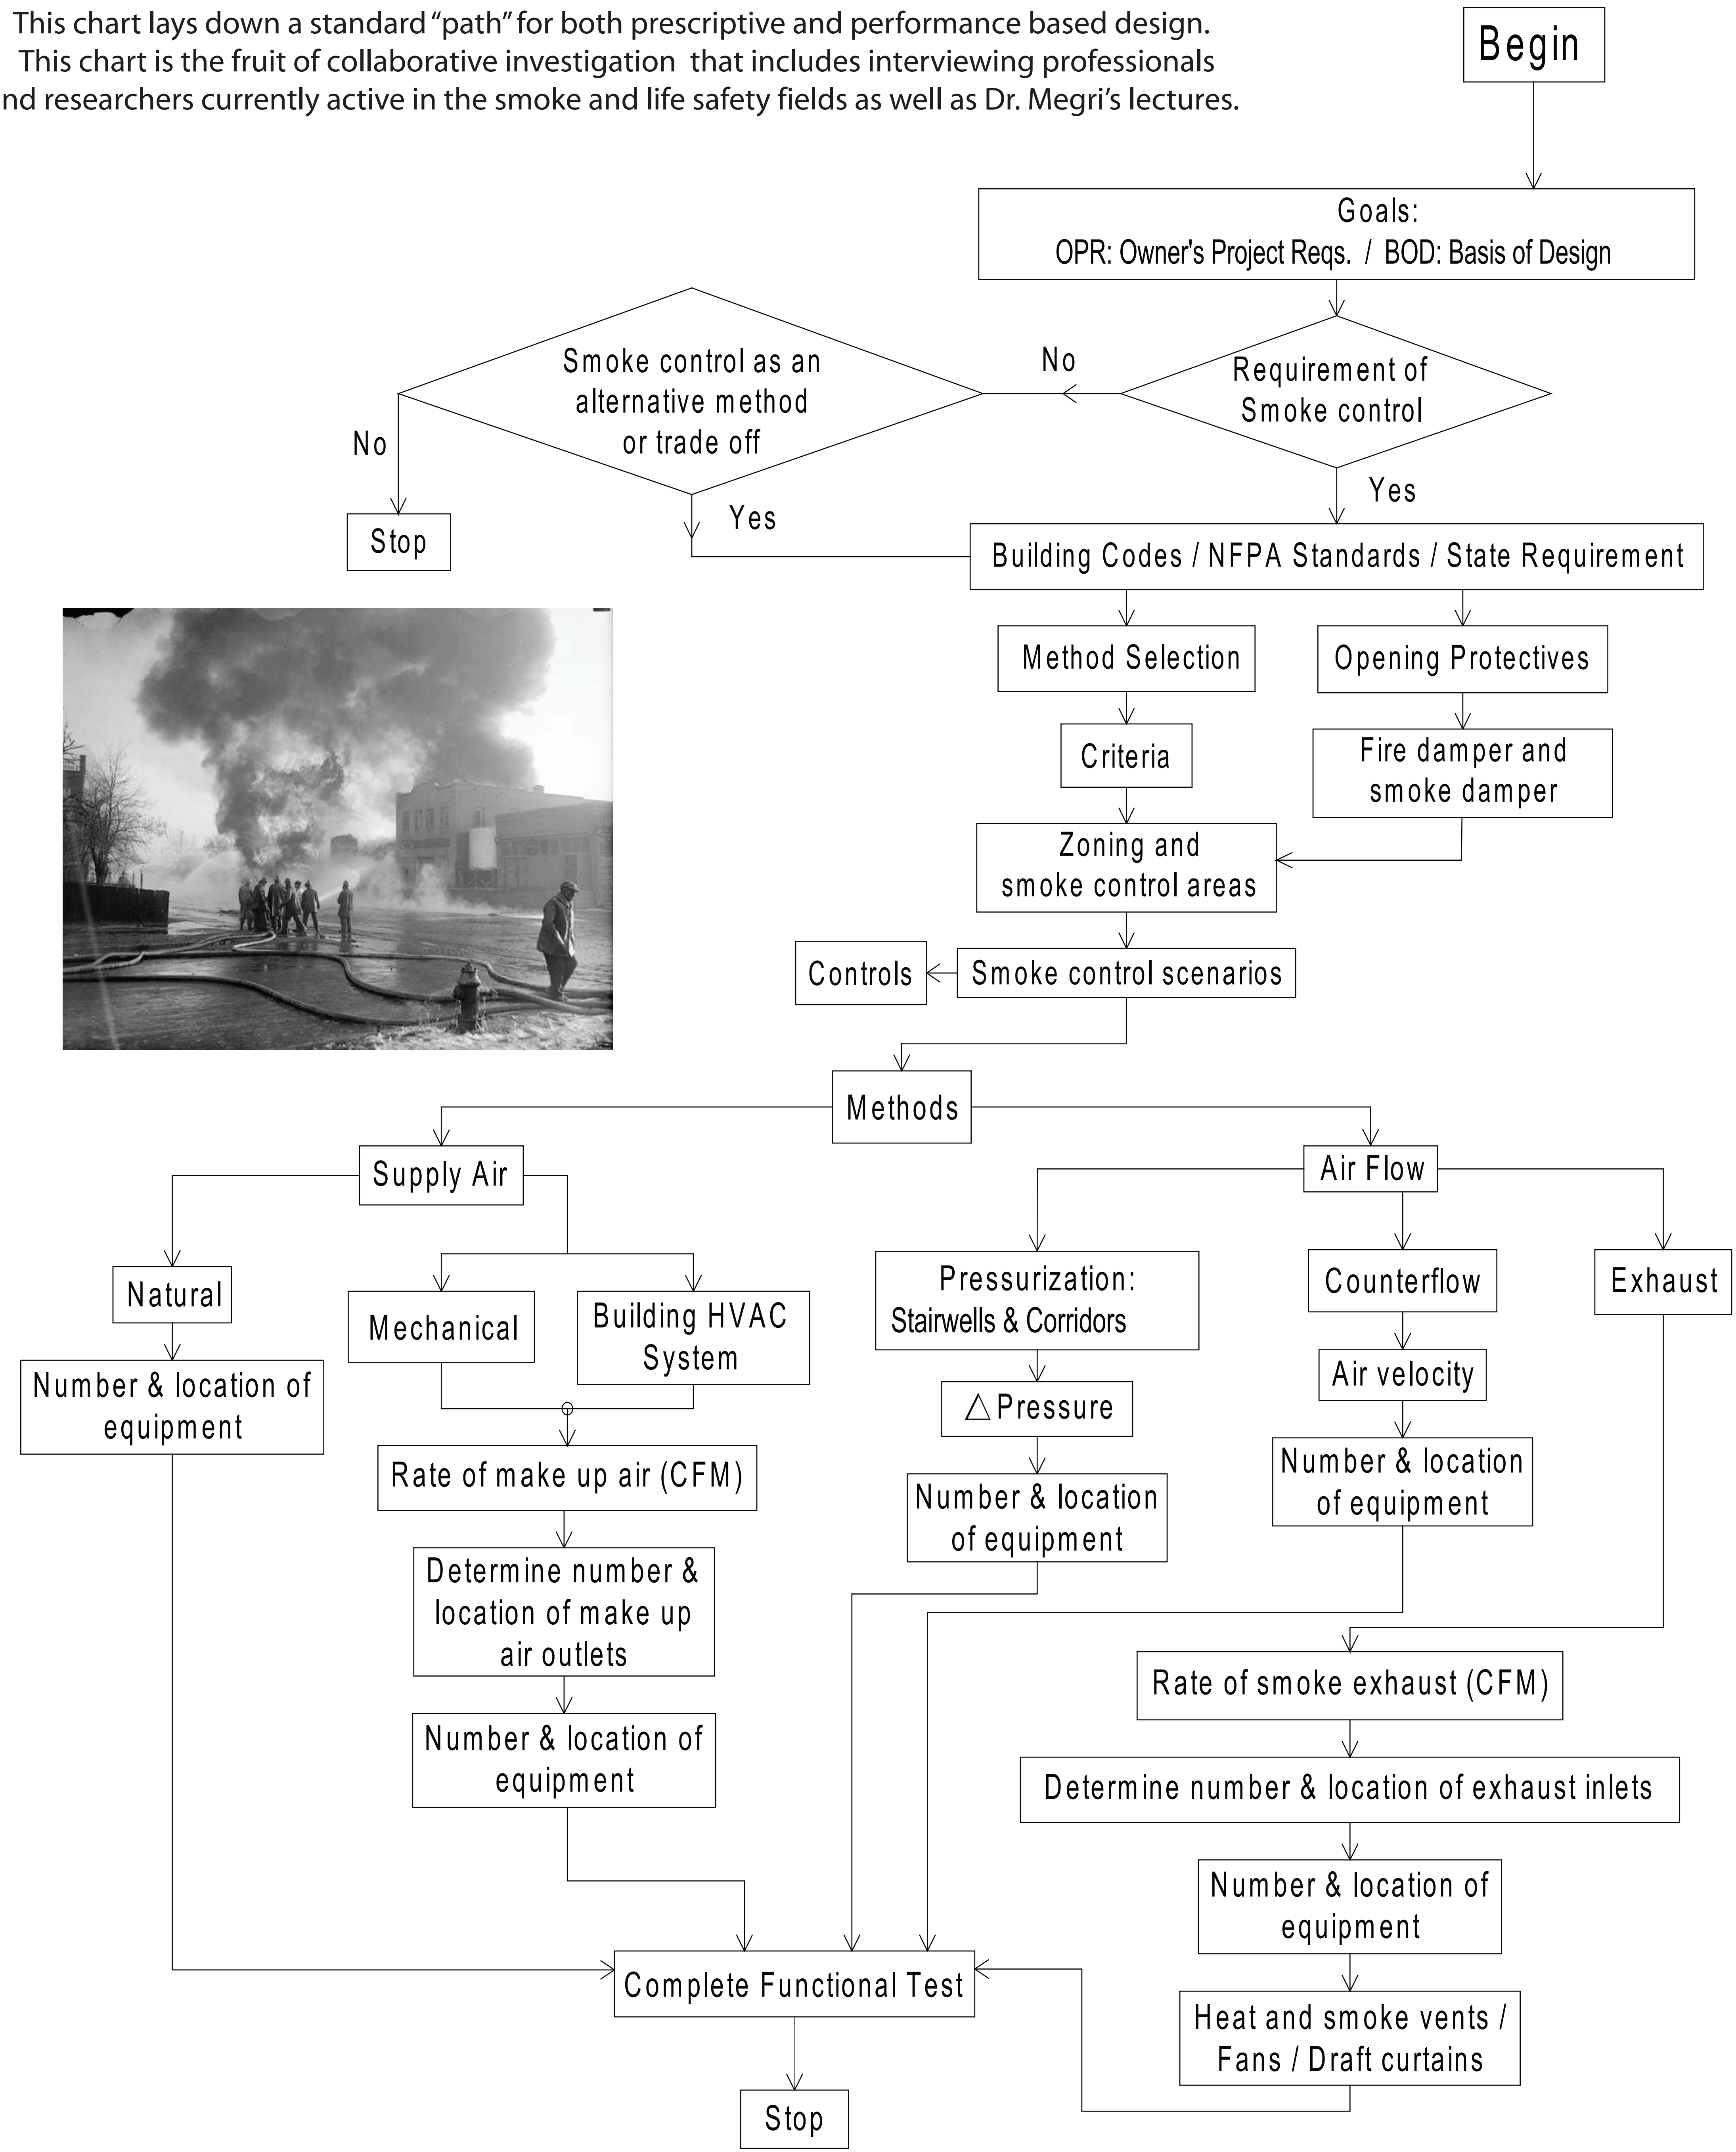 This chart lays down a standard “path” for both prescriptive and performance based design.
This chart is the fruit of collaborative investigation that includes interviewing professionals
nd researchers currently active in the smoke and life safety fields as well as Dr. Megri’s lectures.
Begin
Goals:
OPR: Owner's Project Reqs. / BOD: Basis of Design
Requirement of
Smoke control
No
Smoke control as an
alternative method
or trade off
No
Stop
Yes
Yes
Building Codes / NFPA Standards / State Requirement
Method Selection
Opening Protectives
Criteria
Fire damper and
smoke damper
Zoning and
smoke control areas
Controls
Smoke control scenarios
Methods
Supply Air
Air Flow
Natural
Mechanical
Building HVAC
System
Pressurization:
Stairwells & Corridors
Counterflow
Exhaust
Number & location of
equipment
△ Pressure
Air velocity
Rate of make up air (CFM)
Number & location
of equipment
Number & location
of equipment
Determine number &
location of make up
air outlets
Rate of smoke exhaust (CFM)
Number & location of
equipment
Determine number & location of exhaust inlets
Number & location of
equipment
Complete Functional Test
Heat and smoke vents /
Fans / Draft curtains
Stop